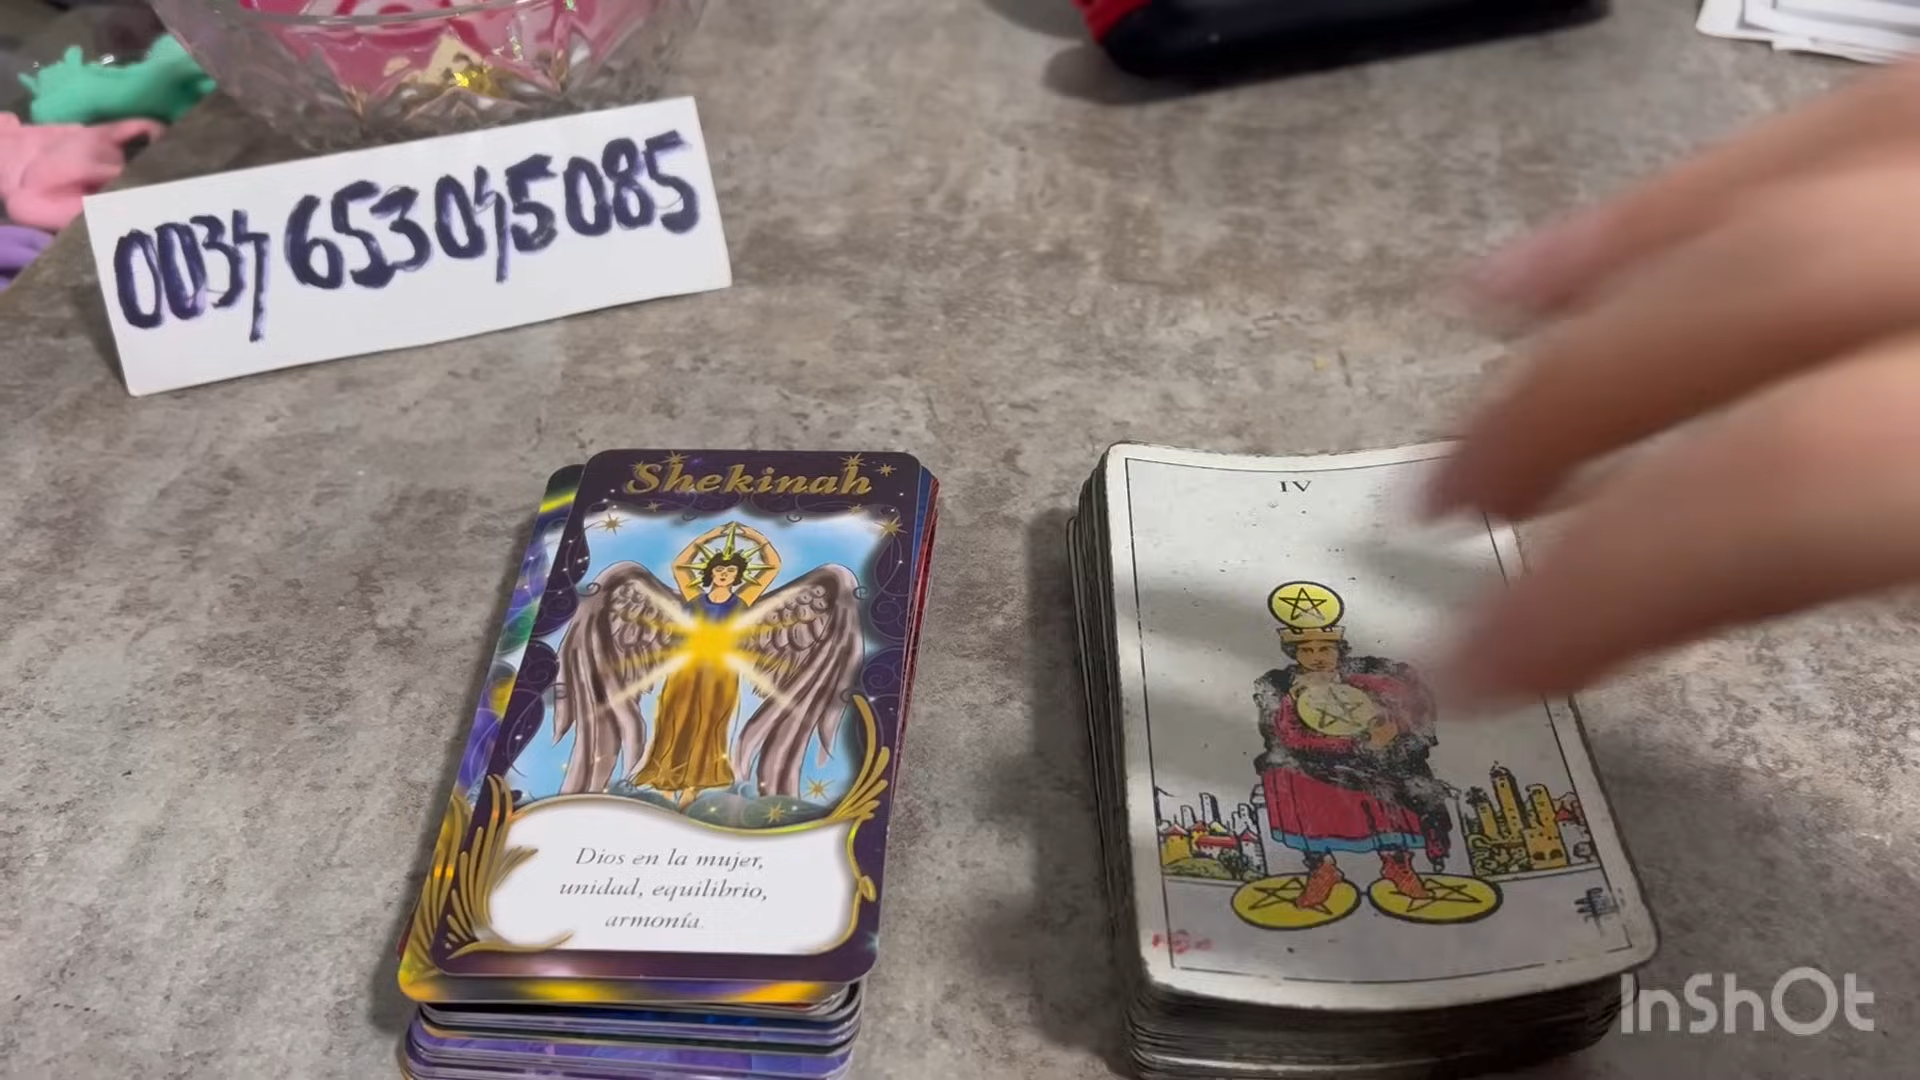 0034 653045085
Shekinah
Dios en la mujer,
unidad, equilibrio,
armonía.
IV
InShOt